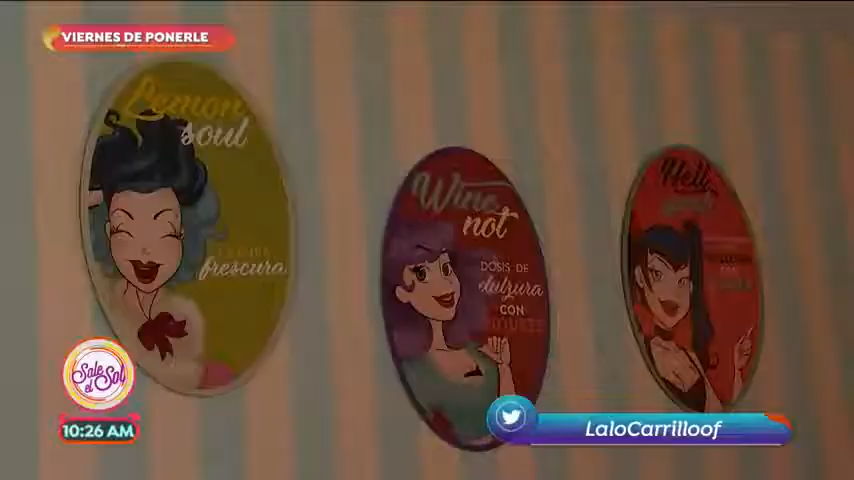 VIERNES DE PONERLE
Lemon
soul
frescura
Wine
not
DOSIS DE
dulzura
CON
Hell
Sale
el Sol
10:26 AM
LaloCarrilloof